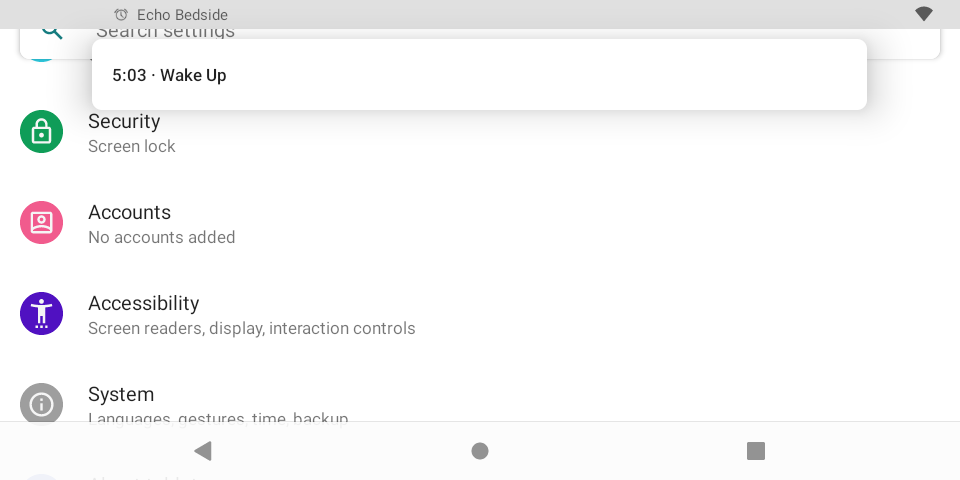 Echo Bedside
Search settings
5:03 · Wake Up
Security
Screen lock
Accounts
No accounts added
Accessibility
Screen readers, display, interaction controls
System
Languages, gestures, time, backup